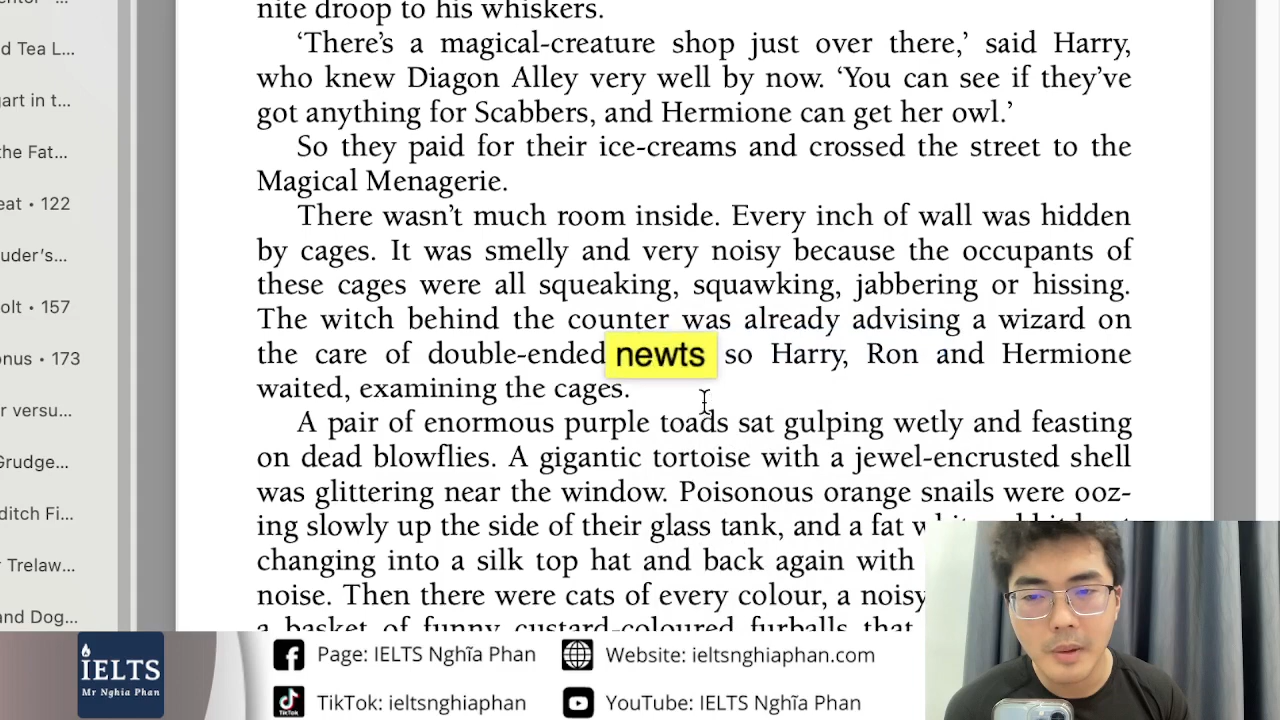 nite droop to his whiskers.
‘There’s a magical-creature shop just over there,’ said Harry,
who knew Diagon Alley very well by now. ‘You can see if they’ve
got anything for Scabbers, and Hermione can get her owl.’
So they paid for their ice-creams and crossed the street to the
Magical Menagerie.
There wasn’t much room inside. Every inch of wall was hidden
by cages. It was smelly and very noisy because the occupants of
these cages were all squeaking, squawking, jabbering or hissing.
The witch behind the counter was already advising a wizard on
the care of double-ended newts so Harry, Ron and Hermione
waited, examining the cages.
A pair of enormous purple toads sat gulping wetly and feasting
on dead blowflies. A gigantic tortoise with a jewel-encrusted shell
was glittering near the window. Poisonous orange snails were ooz-
ing slowly up the side of their glass tank, and a fat
changing into a silk top hat and back again with
noise. Then there were cats of every colour, a noisy
a basket of funny custard-coloured furballs that
d Tea L...
art in t...
he Fat...
eat • 122
uder’s...
olt • 157
onus • 173
r versu...
Grudge...
ditch Fi...
r Trelaw...
and Dog...
IELTS
Mr Nghia Phan
Page: IELTS Nghĩa Phan
Website: ieltsnghiaphan.com
TikTok: ieltsnghiaphan
YouTube: IELTS Nghĩa Phan
TikTok